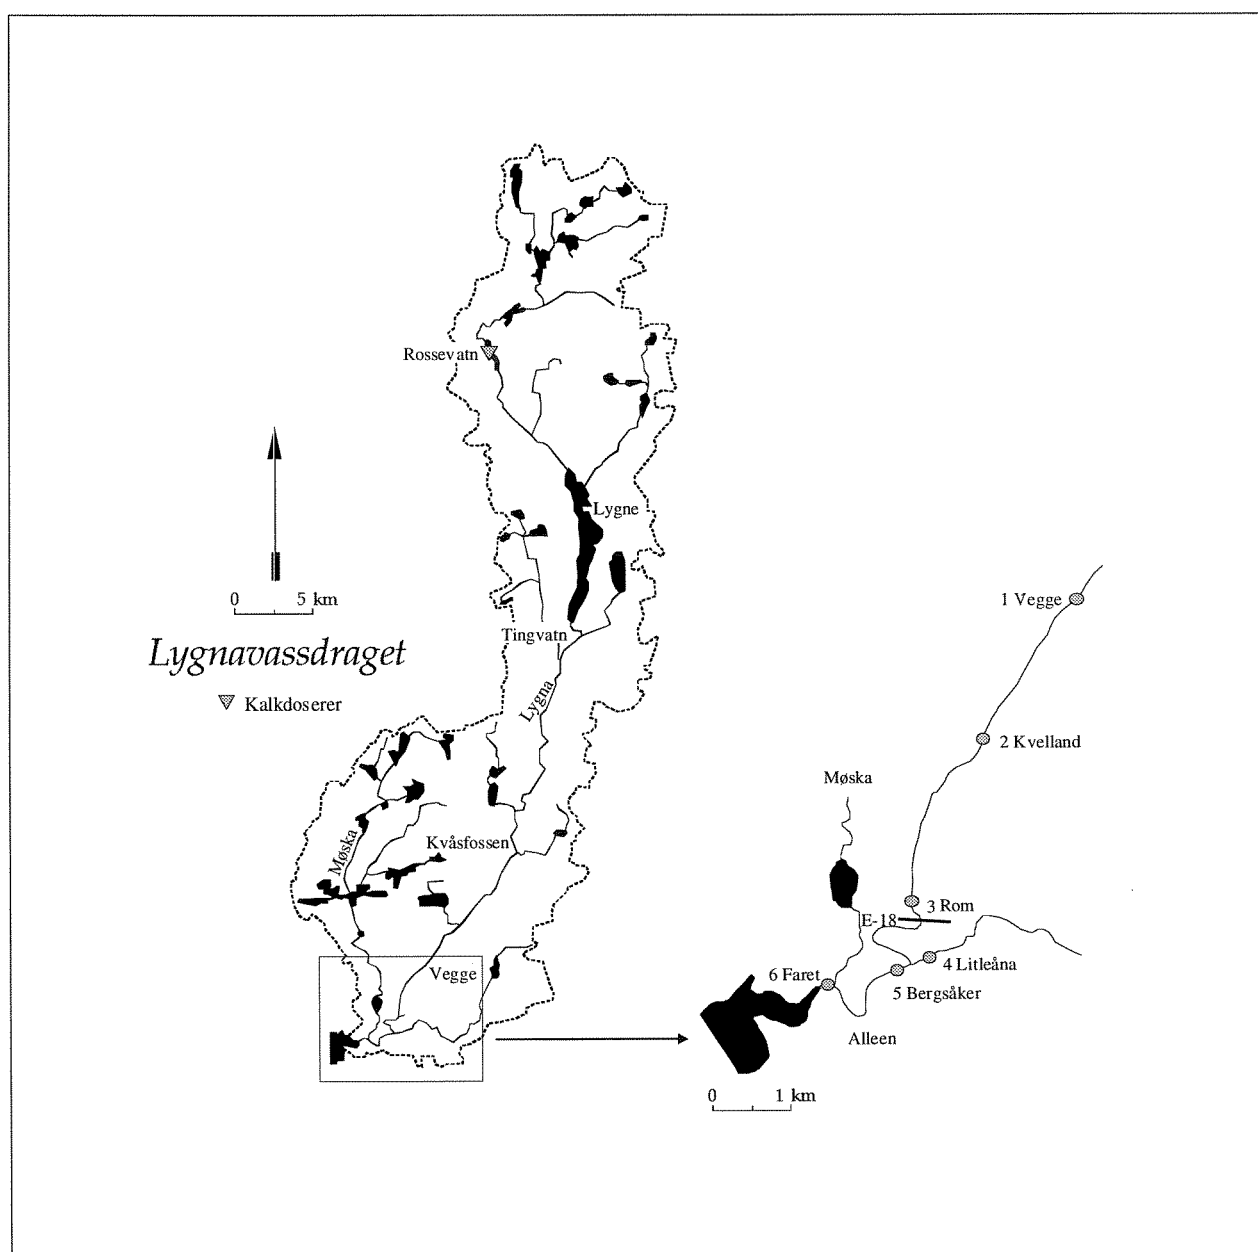 Rossevatn
Lygne
0 5 km
Tingvatn
Lygnavassdraget
Kalkdoserer
Lygna
Møska
Kvåsfossen
Vegge
1 Vegge
2 Kvelland
Møska
3 Rom
E-18
4 Litleåna
6 Faret
5 Bergsåker
Alleen
0 1 km